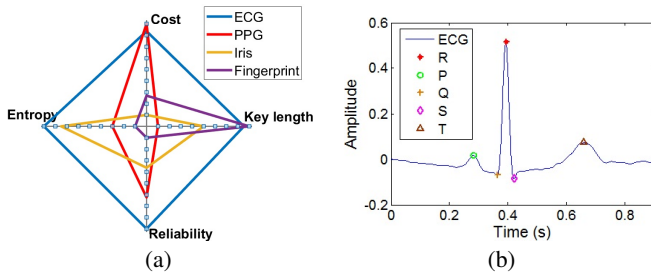 Cost
ECG
PPG
Iris
Fingerprint
Entropy
Key length
Reliability
(a)
0.6
0.4
0.2
0
-0.2
Amplitude
ECG
R
P
Q
S
T
0
0.2
0.4
0.6
0.8
Time (s)
(b)